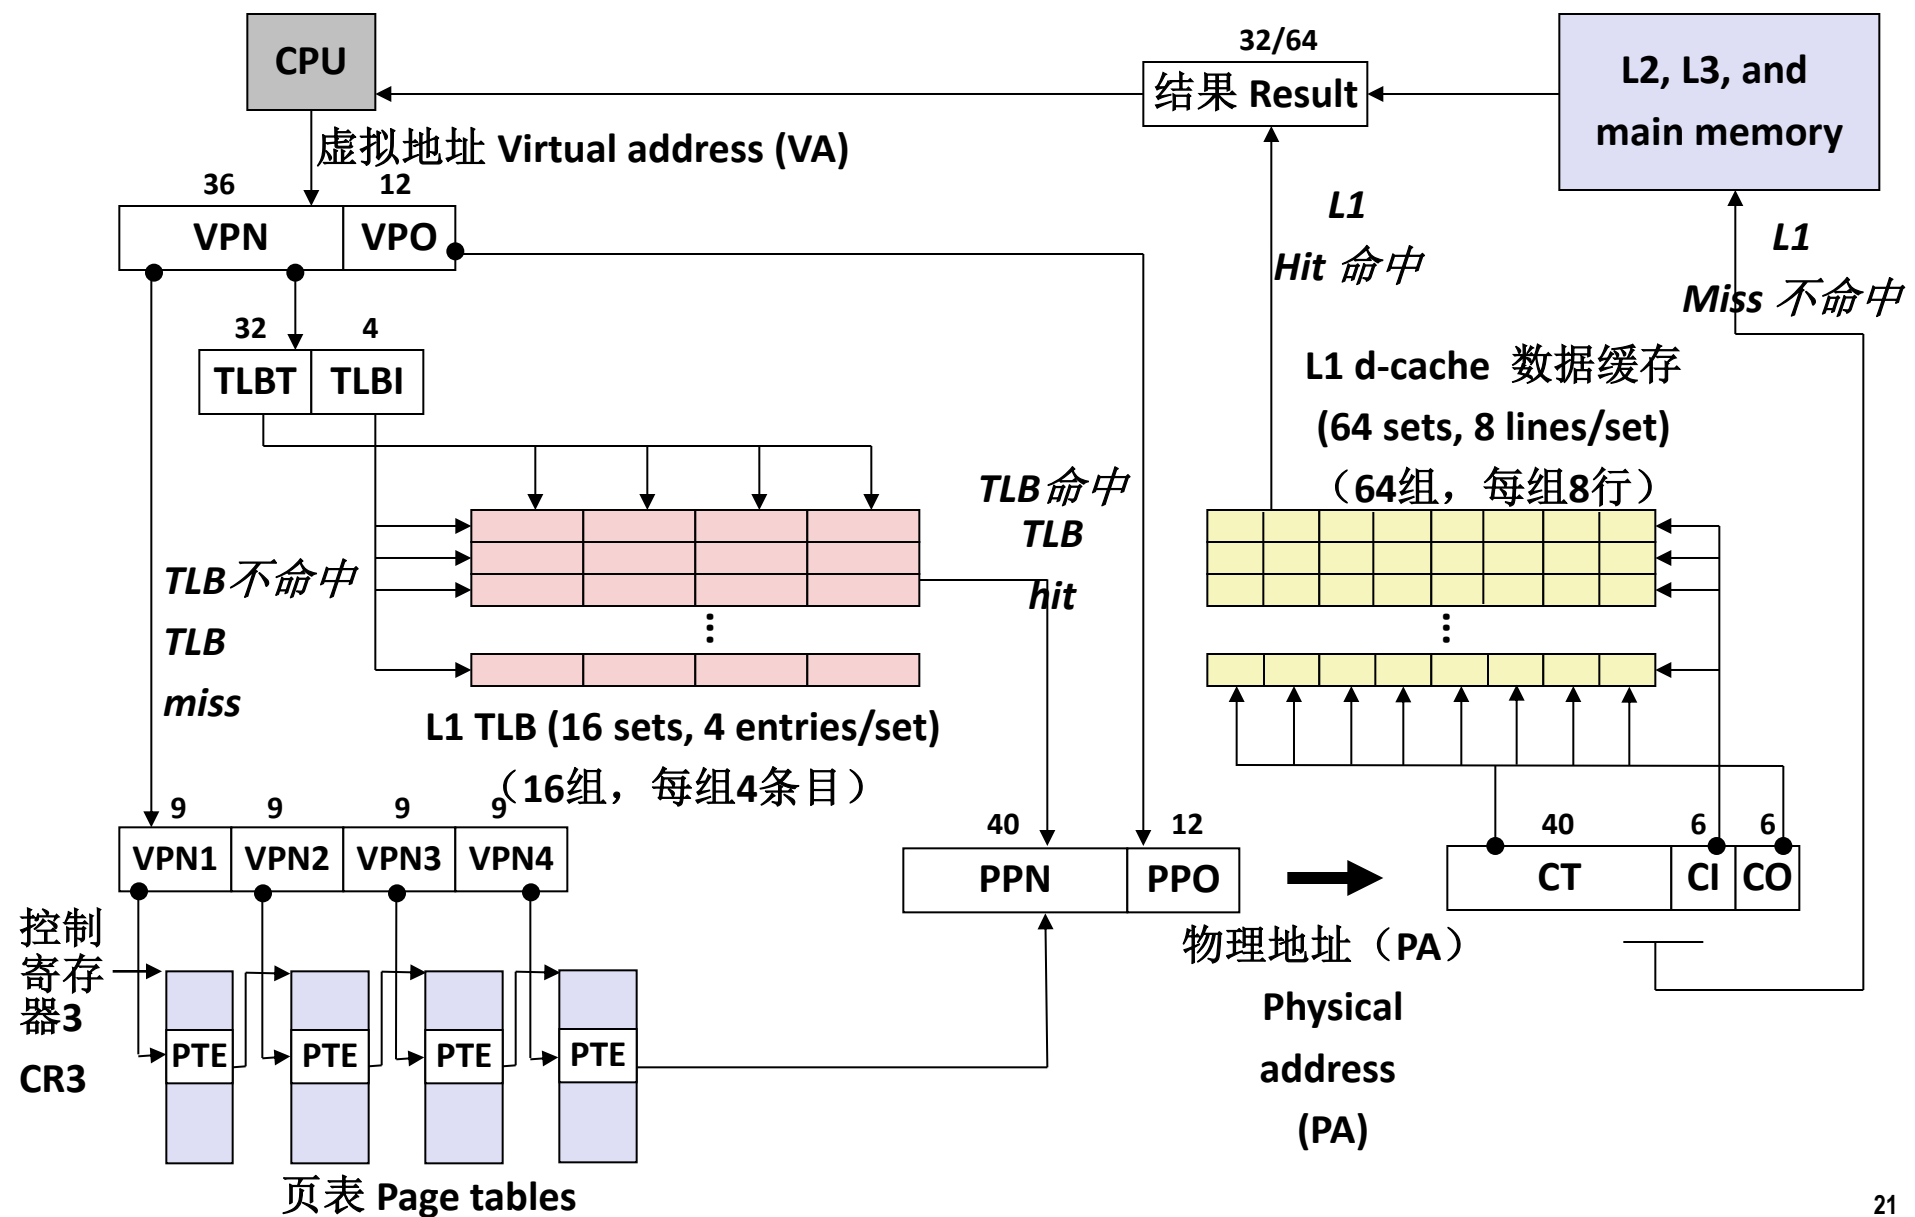 CPU
32/64
结果 Result
L2, L3, and
main memory
虚拟地址 Virtual address (VA)
36
12
VPN
VPO
L1
Hit 命中
L1
Miss 不命中
32
4
TLBT
TLBI
L1 d-cache 数据缓存
(64 sets, 8 lines/set)
（64组，每组8行）
TLB命中
TLB
hit
TLB不命中
TLB
miss
...
...
L1 TLB (16 sets, 4 entries/set)
（16组，每组4条目）
9
9
9
9
VPN1
VPN2
VPN3
VPN4
40
12
PPN
PPO
40
6
6
CT
CI
CO
控制
寄存
器3
CR3
PTE
PTE
PTE
PTE
物理地址（PA）
Physical
address
(PA)
页表 Page tables
21